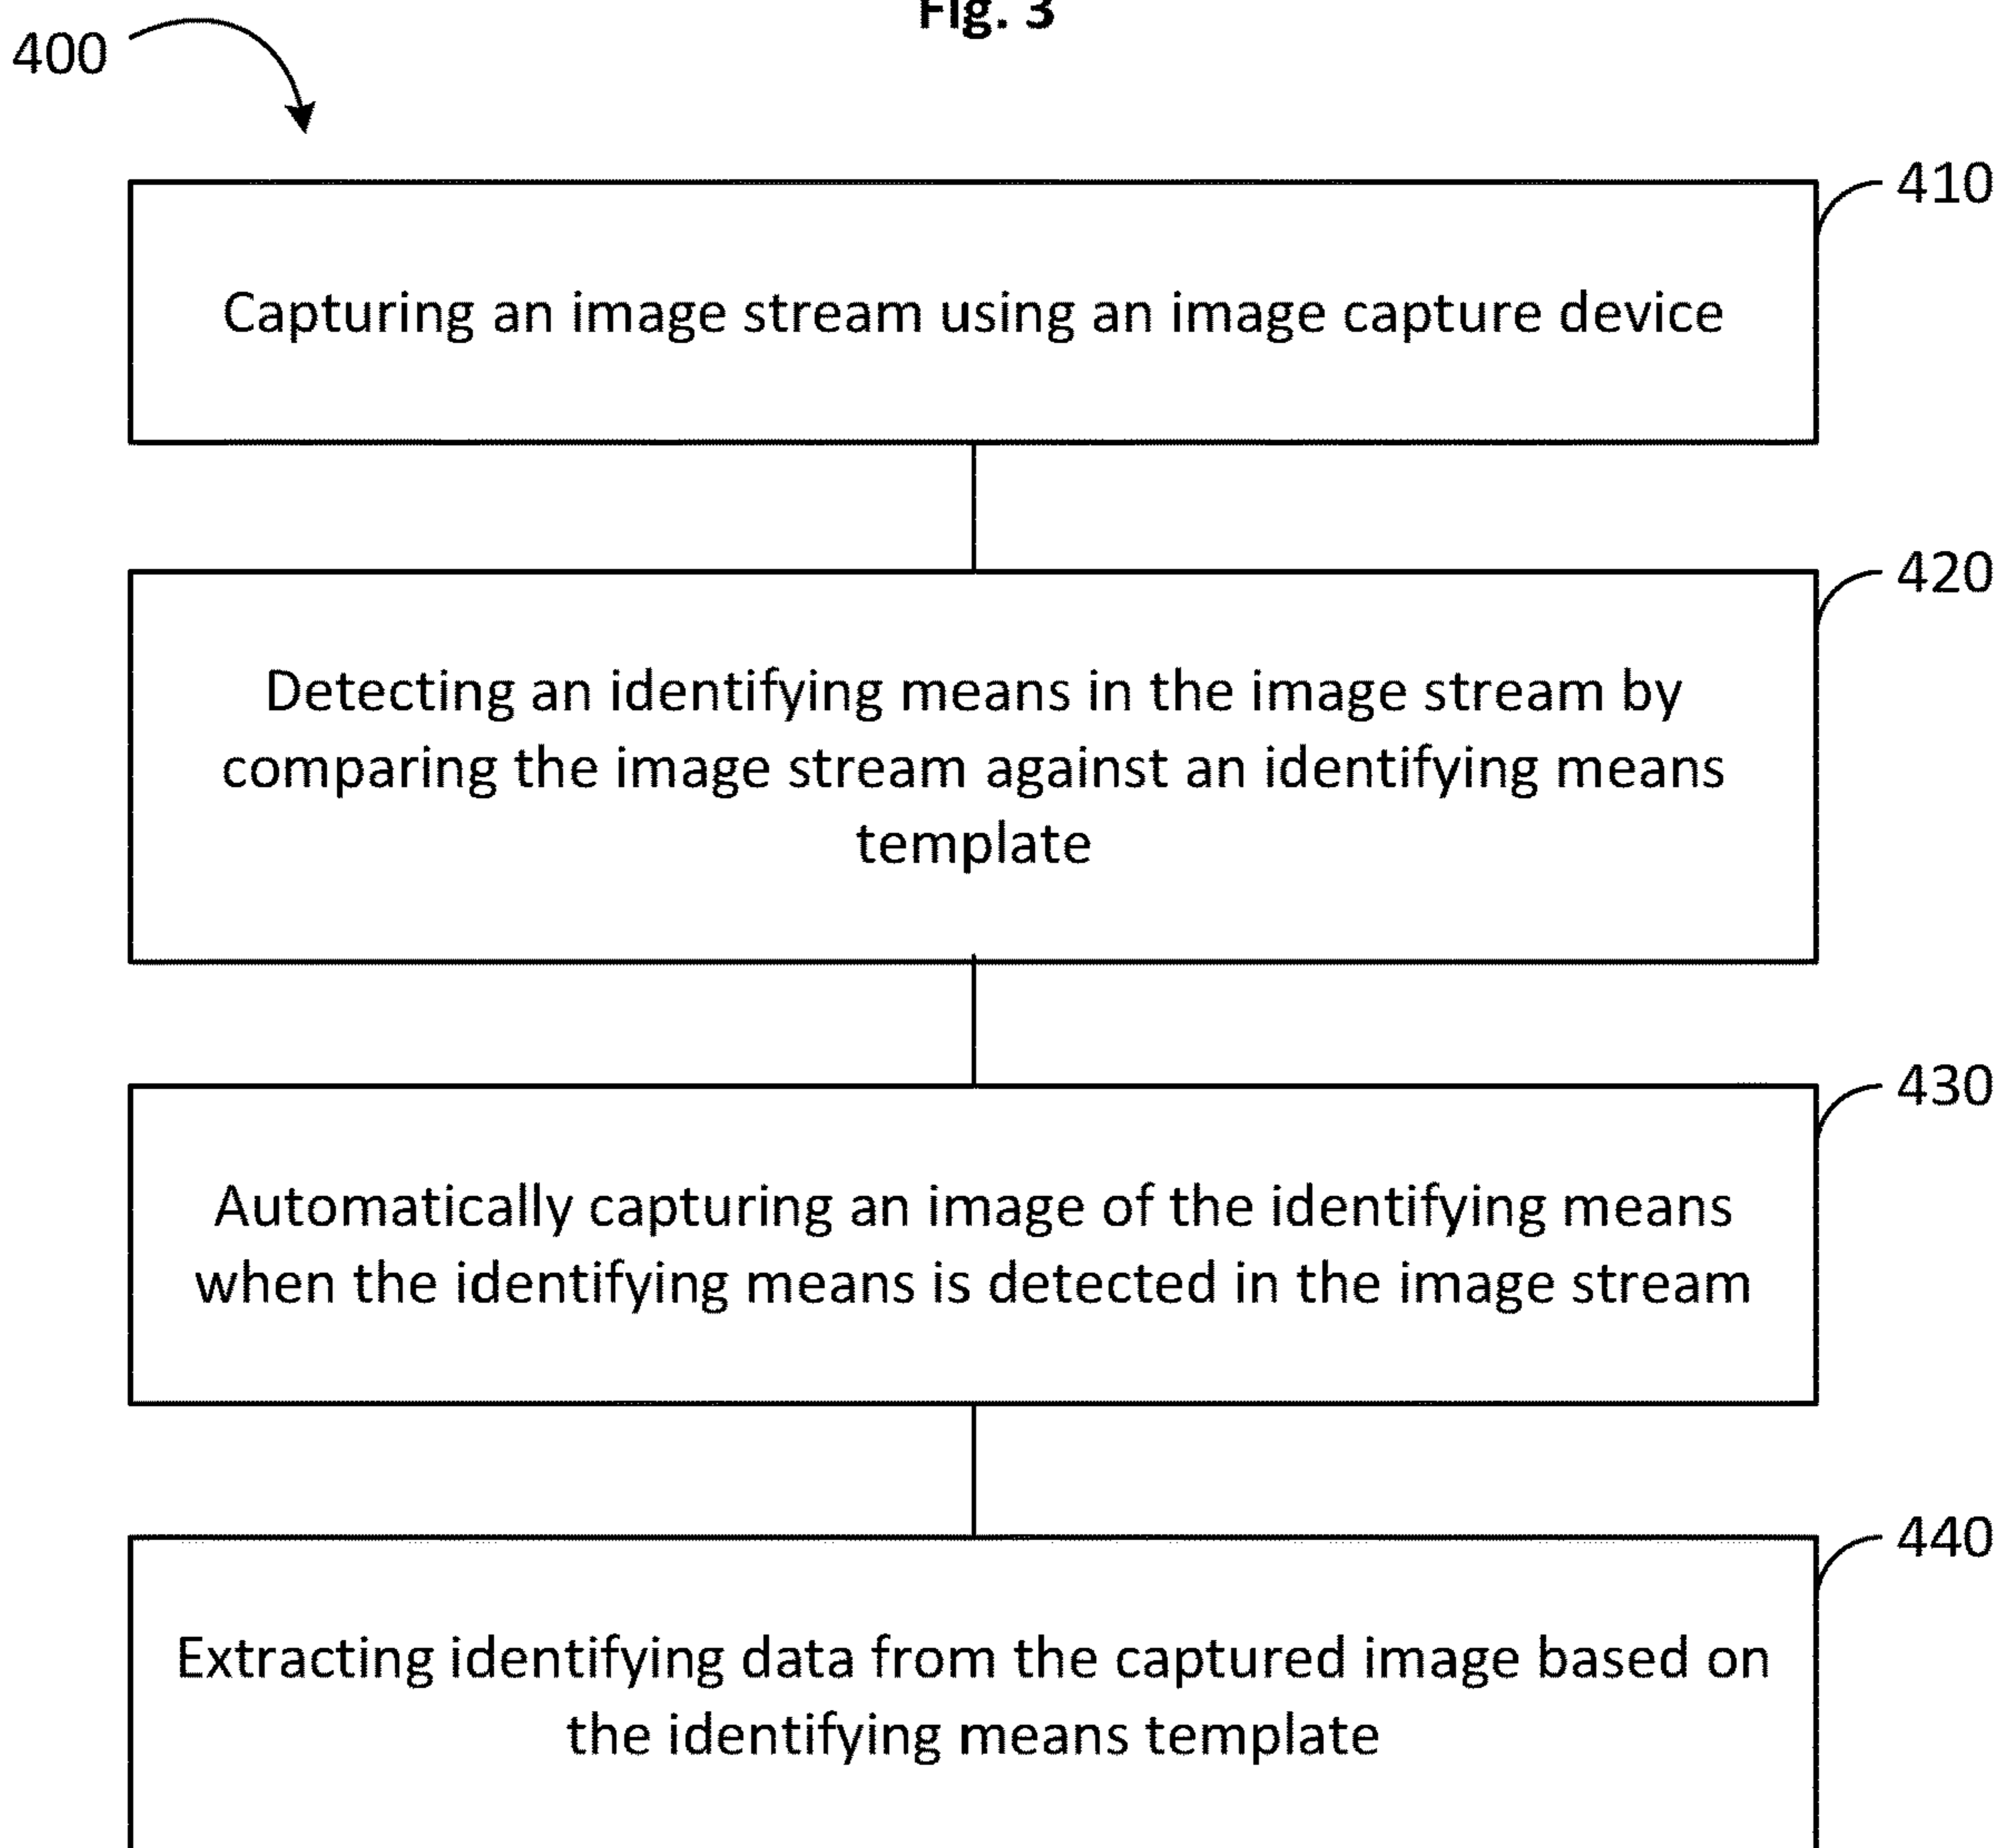 Fig. 3
400
410
Capturing an image stream using an image capture device
420
Detecting an identifying means in the image stream by
comparing the image stream against an identifying means
template
430
Automatically capturing an image of the identifying means
when the identifying means is detected in the image stream
440
Extracting identifying data from the captured image based on
the identifying means template